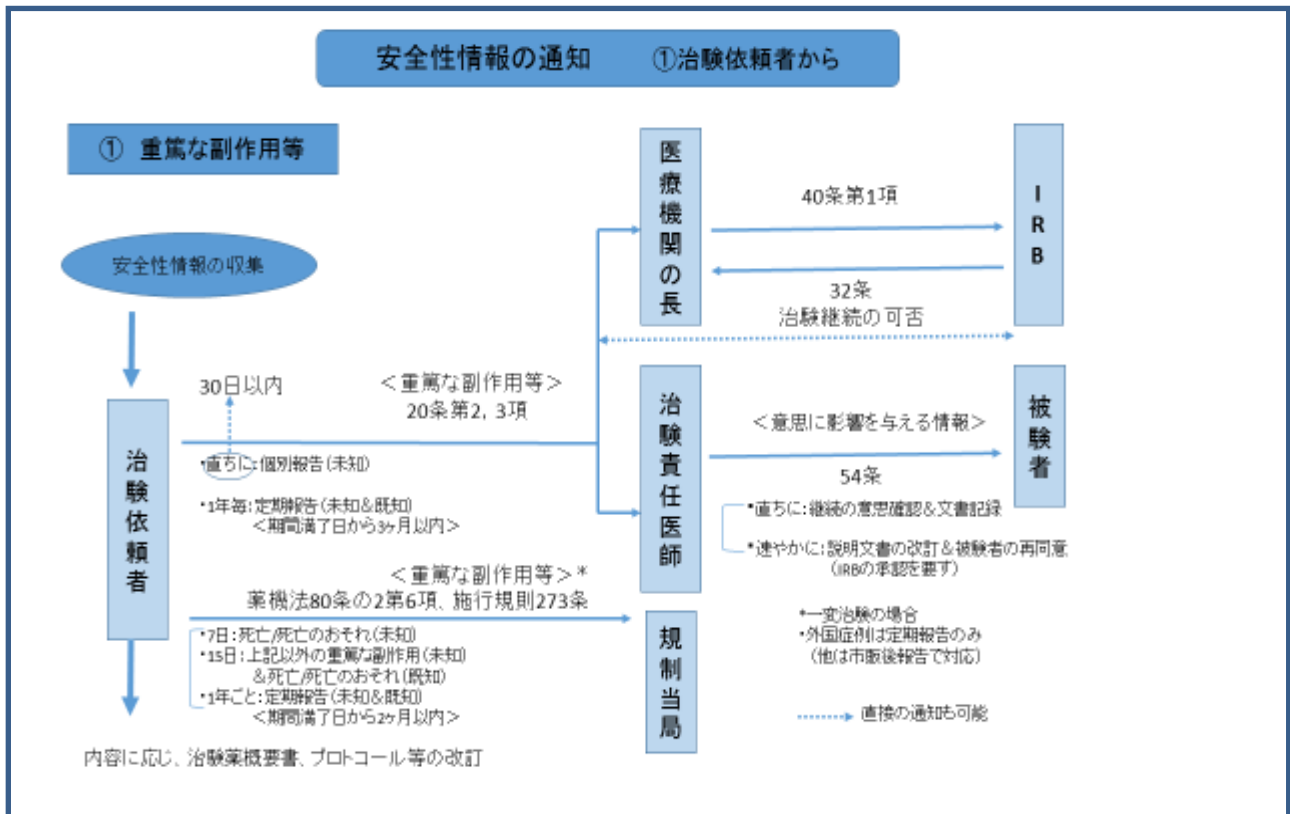 安全性情報の通知　①治験依頼者から
① 重篤な副作用等
安全性情報の収集
治験依頼者
30日以内
＜重篤な副作用等＞
20条第2, 3項
・直ちに：個別報告（未知）
・1年毎：定期報告（未知＆既知）
＜期間満了日から3ヶ月以内＞
＜重篤な副作用等＞*
薬機法80条の2第6項、施行規則273条
・7日：死亡/死亡のおそれ（未知）
・15日：上記以外の重篤な副作用（未知）
＆死亡/死亡のおそれ（既知）
・1年ごと：定期報告（未知＆既知）
＜期間満了日から2ヶ月以内＞
内容に応じ、治験薬概要書、プロトコール等の改訂
医療機関の長
40条第1項
32条
治験継続の可否
IRB
治験責任医師
＜意思に影響を与える情報＞
54条
被験者
・直ちに：継続の意思確認＆文書記録
・速やかに：説明文書の改訂＆被験者の再同意
（IRBの承認を要す）
規制当局
*一変治験の場合
・外国症例は定期報告のみ
（他は市販後報告で対応）
直接の通知も可能